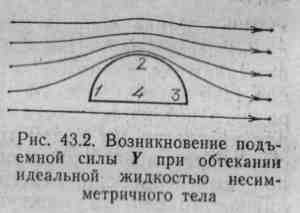 2
1 4 3
Рис. 43.2. Возникновение подъ-
емной силы Y при обтекании
идеальной жидкостью несим-
метричного тела